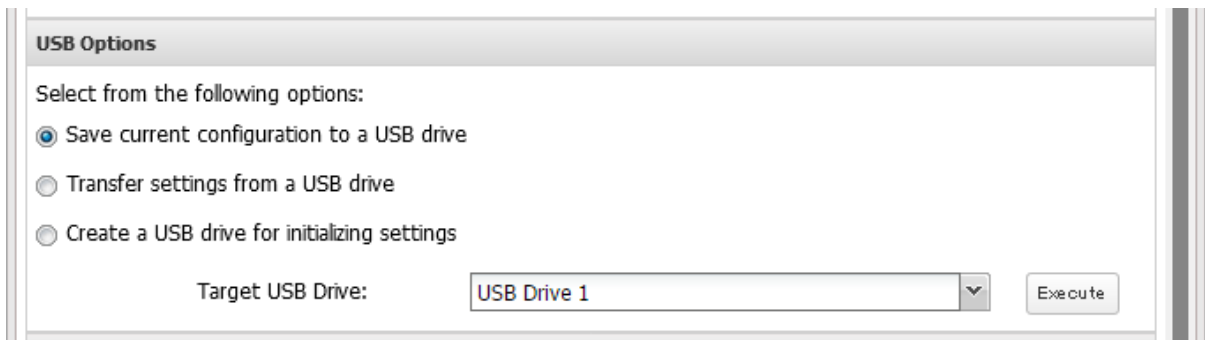 USB Options
Select from the following options:
Save current configuration to a USB drive
Transfer settings from a USB drive
Create a USB drive for initializing settings
Target USB Drive: USB Drive 1 Execute